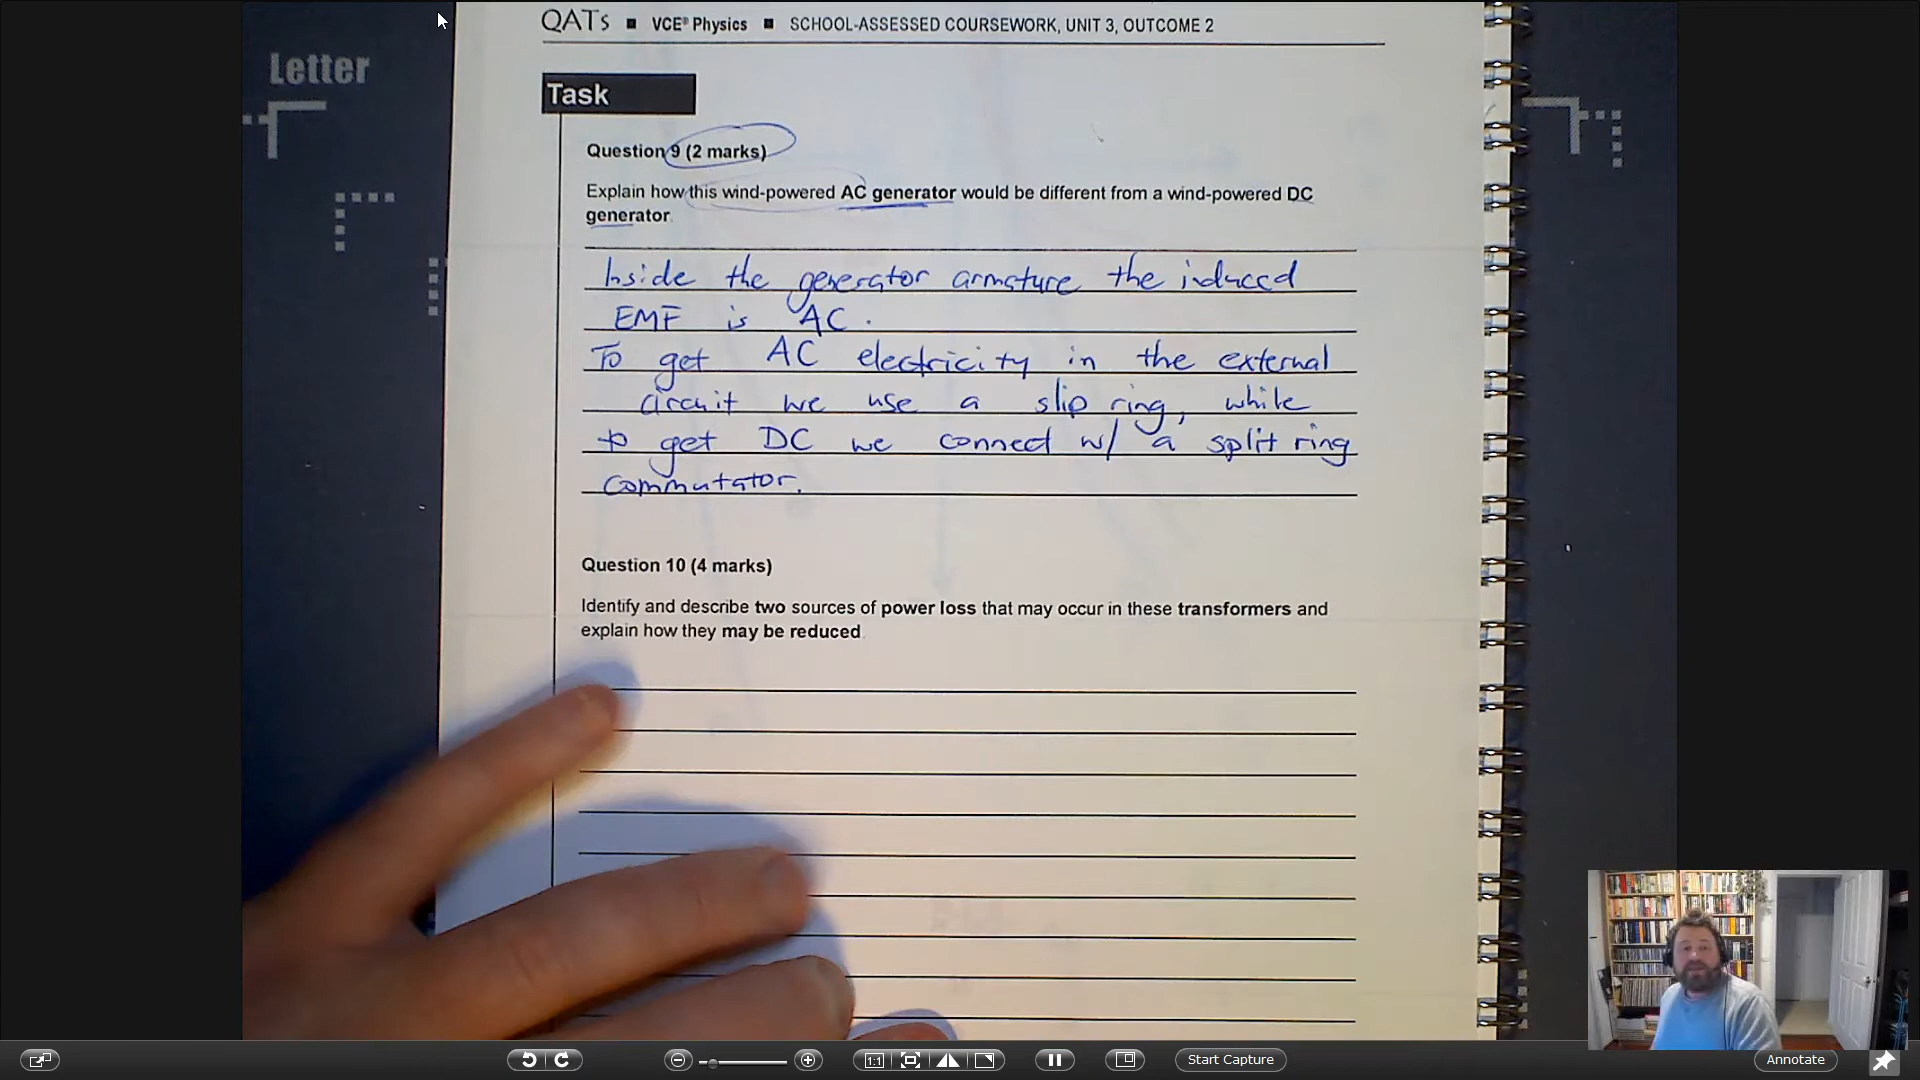 Letter
QATs ■ VCE® Physics ■ SCHOOL-ASSESSED COURSEWORK, UNIT 3, OUTCOME 2
Task
Question 9 (2 marks)
Explain how this wind-powered AC generator would be different from a wind-powered DC
generator.
Inside the generator armature the induced
EMF is AC.
To get AC electricity in the external
circuit we use a slip ring, while
to get DC we connect w/ a split ring
commutator.
Question 10 (4 marks)
Identify and describe two sources of power loss that may occur in these transformers and
explain how they may be reduced.
1:1
Start Capture
Annotate